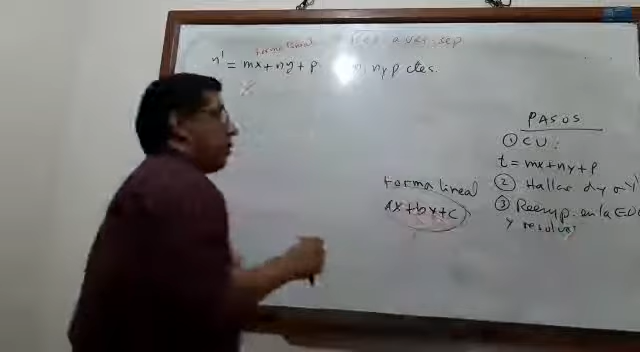 forma lineal
= mx+ny+p
n y p ctes.
forma lineal
ax+by+c
PASOS
① CV :
t = mx+ny+p
② Hallar dy o y'
③ Reemp. en la EDO
y resolver